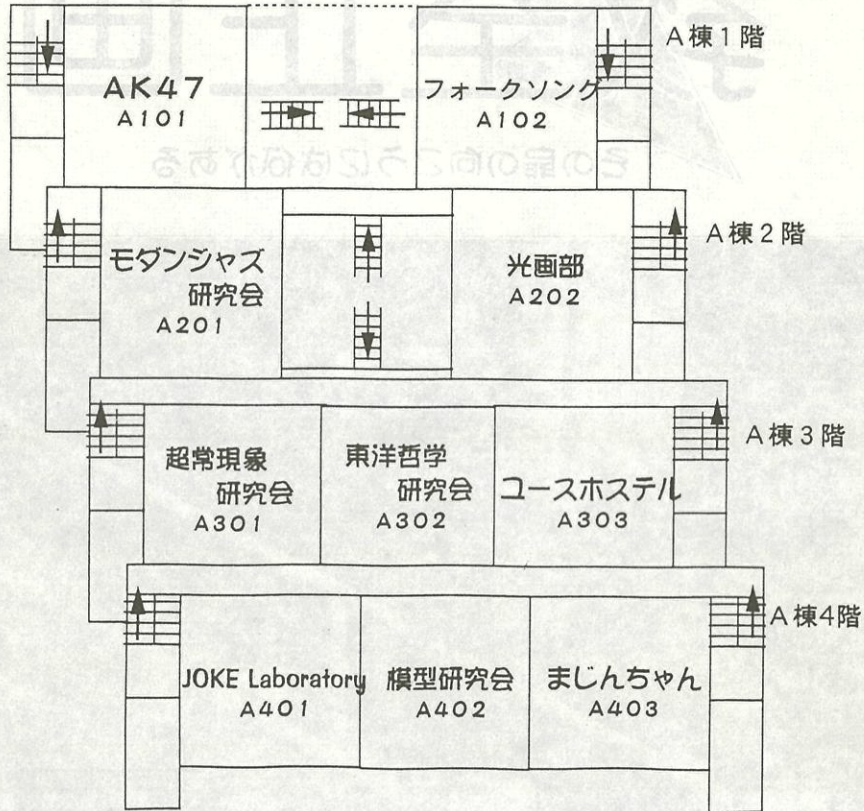 A棟1階
AK47
A101
フォークソング
A102
A棟2階
モダンジャズ
研究会
A201
光画部
A202
A棟3階
超常現象
研究会
A301
東洋哲学
研究会
A302
ユースホステル
A303
A棟4階
JOKE Laboratory
A401
模型研究会
A402
まじんちゃん
A403